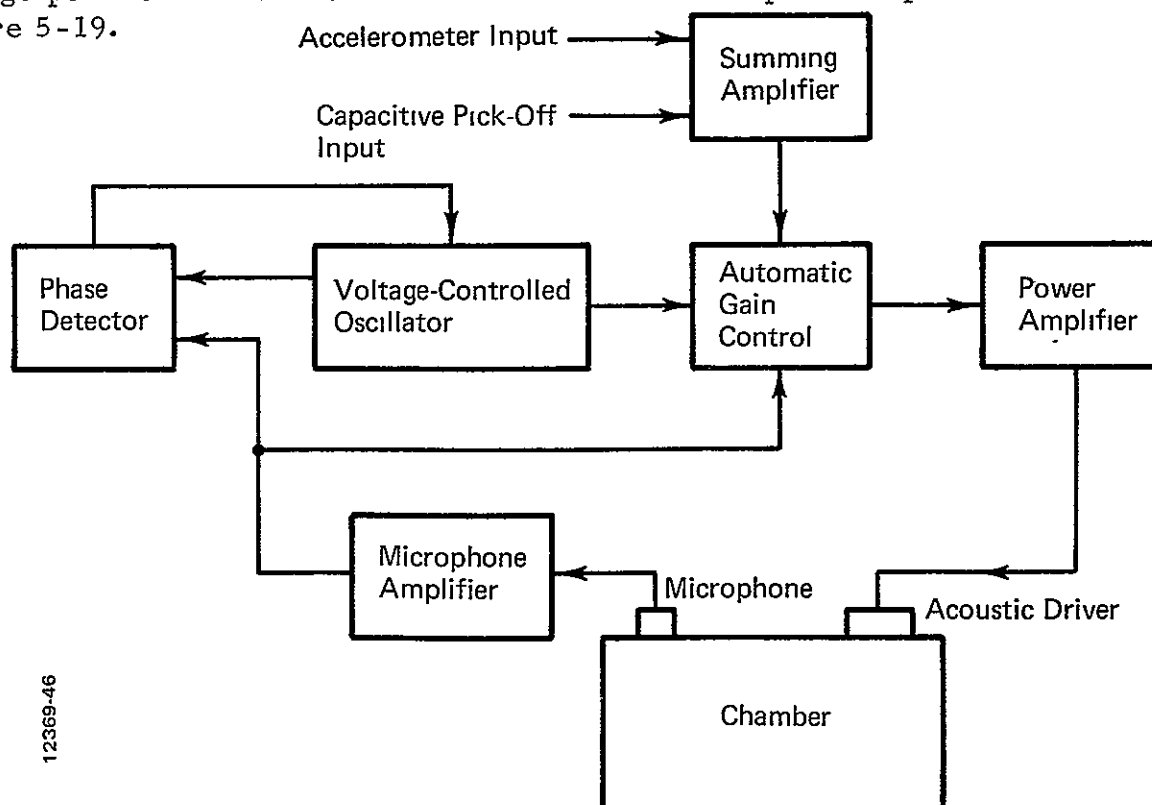 re 5-19.
Accelerometer Input
Summing
Amplifier
Capacitive Pick-Off
Input
Phase
Detector
Voltage-Controlled
Oscillator
Automatic
Gain
Control
Power
Amplifier
Microphone
Amplifier
Microphone
Acoustic Driver
Chamber
12369-46